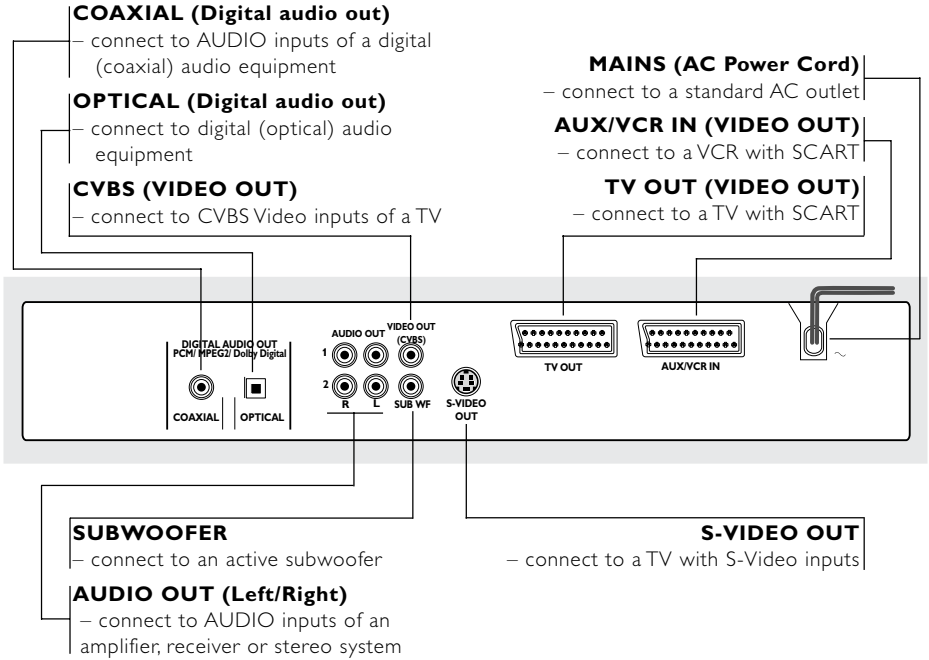 COAXIAL (Digital audio out)
– connect to AUDIO inputs of a digital
(coaxial) audio equipment
OPTICAL (Digital audio out)
– connect to digital (optical) audio
equipment
CVBS (VIDEO OUT)
– connect to CVBS Video inputs of a TV
MAINS (AC Power Cord)
– connect to a standard AC outlet
AUX/VCR IN (VIDEO OUT)
– connect to a VCR with SCART
TV OUT (VIDEO OUT)
– connect to a TV with SCART
DIGITAL AUDIO OUT
PCM/ MPEG2/ Dolby Digital
COAXIAL
OPTICAL
AUDIO OUT
VIDEO OUT
(CVBS)
1
2
R
L
SUB WF
S-VIDEO
OUT
TV OUT
AUX/VCR IN
~
SUBWOOFER
– connect to an active subwoofer
AUDIO OUT (Left/Right)
– connect to AUDIO inputs of an
amplifier, receiver or stereo system
S-VIDEO OUT
– connect to a TV with S-Video inputs